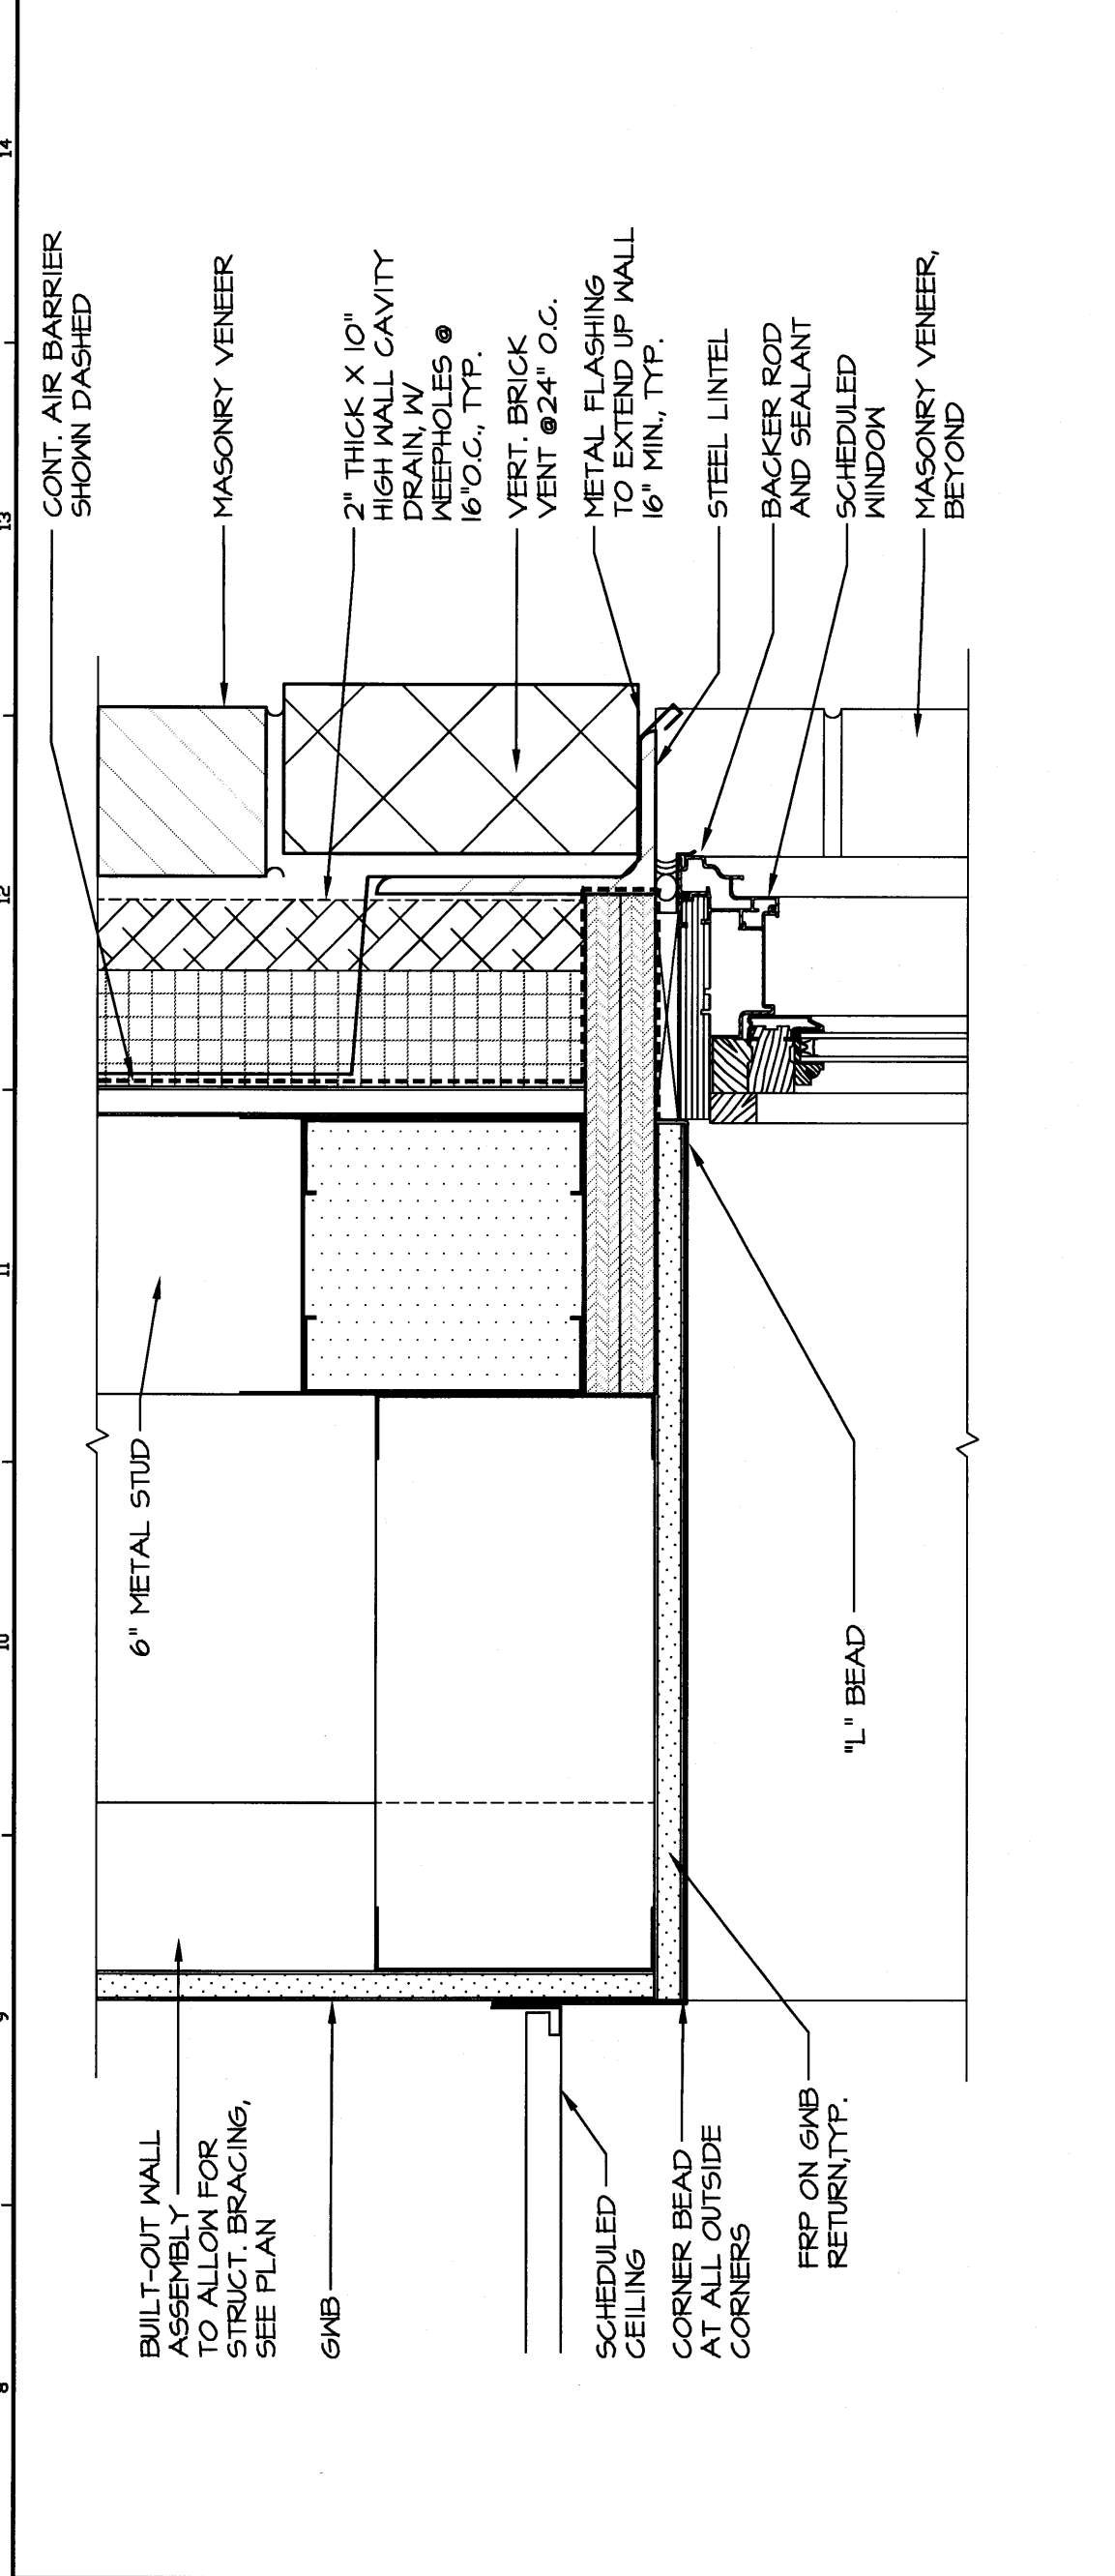 CONT. AIR BARRIER
SHOWN DASHED
MASONRY VENEER
2" THICK X 10"
HIGH WALL CAVITY
DRAIN, W/
WEEPHOLES @
16"O.C., TYP.
VERT. BRICK
VENT @24" O.C.
METAL FLASHING
TO EXTEND UP WALL
16" MIN., TYP.
STEEL LINTEL
BACKER ROD
AND SEALANT
SCHEDULED
WINDOW
MASONRY VENEER,
BEYOND
6" METAL STUD
"L" BEAD
BUILT-OUT WALL
ASSEMBLY
TO ALLOW FOR
STRUCT. BRACING,
SEE PLAN
GWB
SCHEDULED
CEILING
CORNER BEAD
AT ALL OUTSIDE
CORNERS
FRP ON GWB
RETURN,TYP.
8
9
10
11
12
13
14